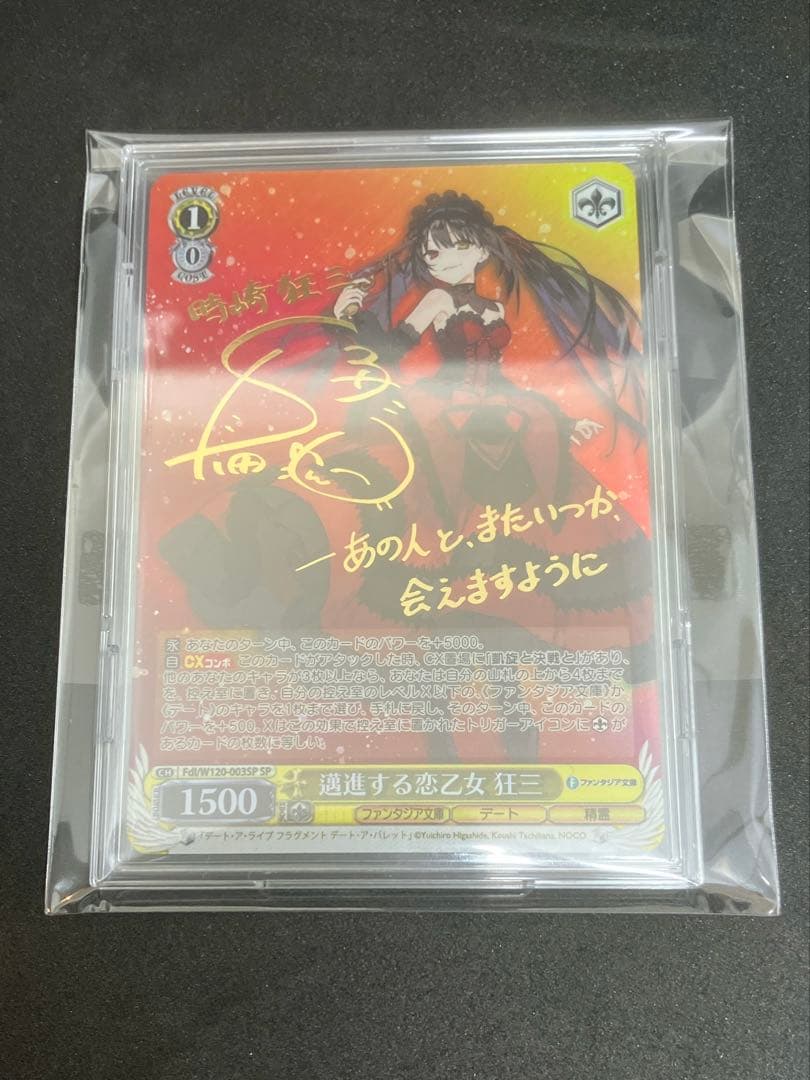 LEVEL
1
0
COST
時崎狂三
真田あさみ
—あの人と、またいつか、
会えますように
永 あなたのターン中、このカードのパワーを+5000。
自 CXコンボ このカードがアタックした時、CX置場に「凱旋と決戦と」があり、
他のあなたのキャラが3枚以上なら、あなたは自分の山札の上から4枚まで
を、控え室に置き、自分の控え室のレベルX以下の、《ファンタジア文庫》か
《デート》のキャラを1枚まで選び、手札に戻し、そのターン中、このカードの
パワーを+500。Xはこの効果で控え室に置かれたトリガーアイコンに が
あるカードの枚数に等しい。
CH Fdl/W120-003SP SP
邁進する恋乙女 狂三
ファンタジア文庫
1500
ファンタジア文庫 デート 精霊
「デート・ア・ライブ フラグメント デート・ア・バレット」 ©Yuichiro Higashide, Koushi Tachibana, NOCO